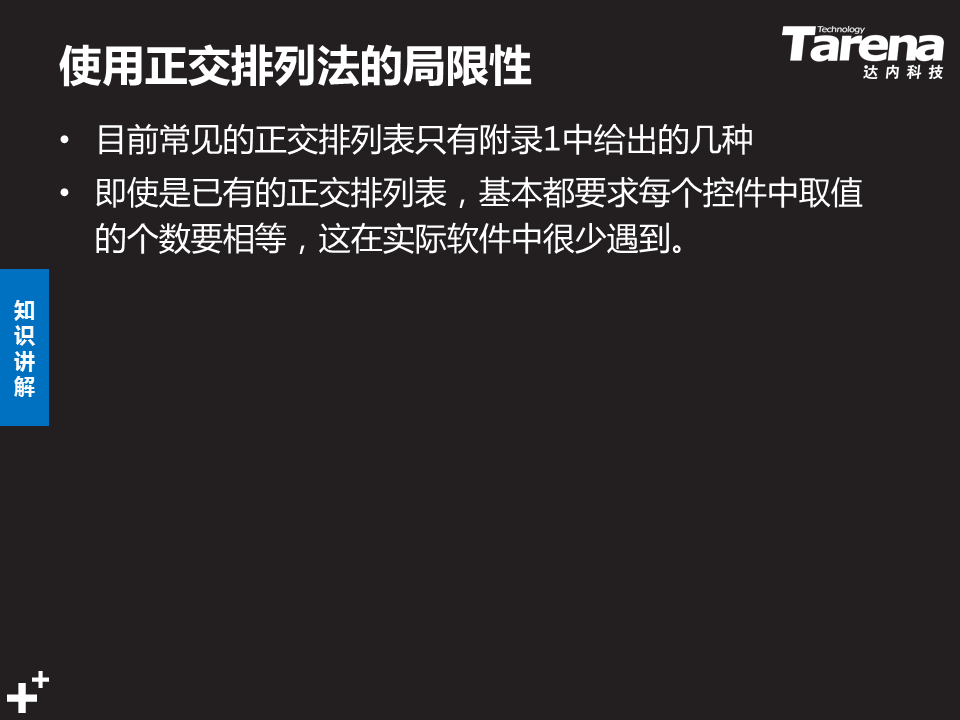 使用正交排列法的局限性
Technology
Tarena
达内科技
• 目前常见的正交排列表只有附录1中给出的几种
• 即使是已有的正交排列表，基本都要求每个控件中取值
的个数要相等，这在实际软件中很少遇到。
知
识
讲
解